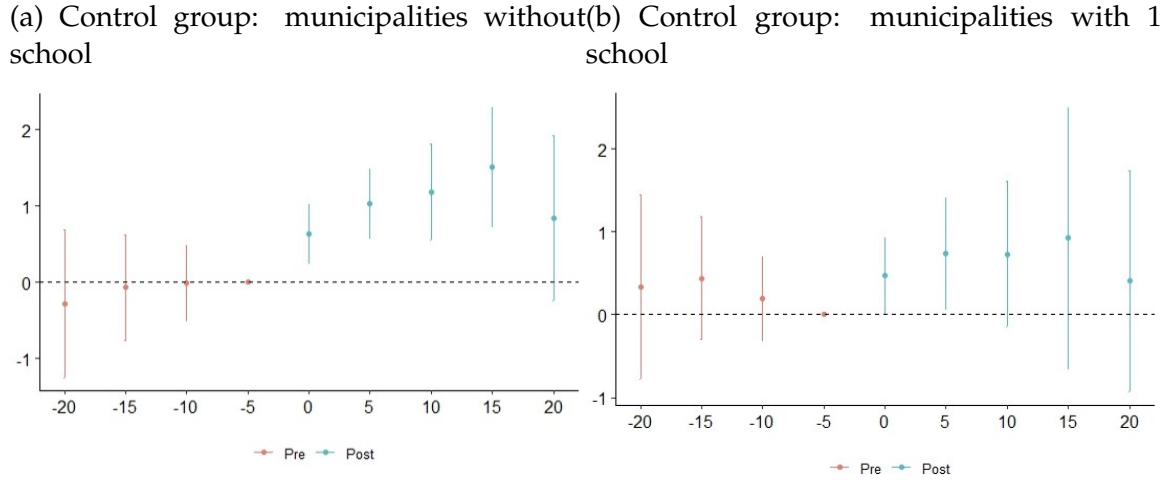 (a) Control group: municipalities without
school
2
1
0
-1
-20 -15 -10 -5 0 5 10 15 20
Pre Post
(b) Control group: municipalities with 1
school
2
1
0
-1
-20 -15 -10 -5 0 5 10 15 20
Pre Post